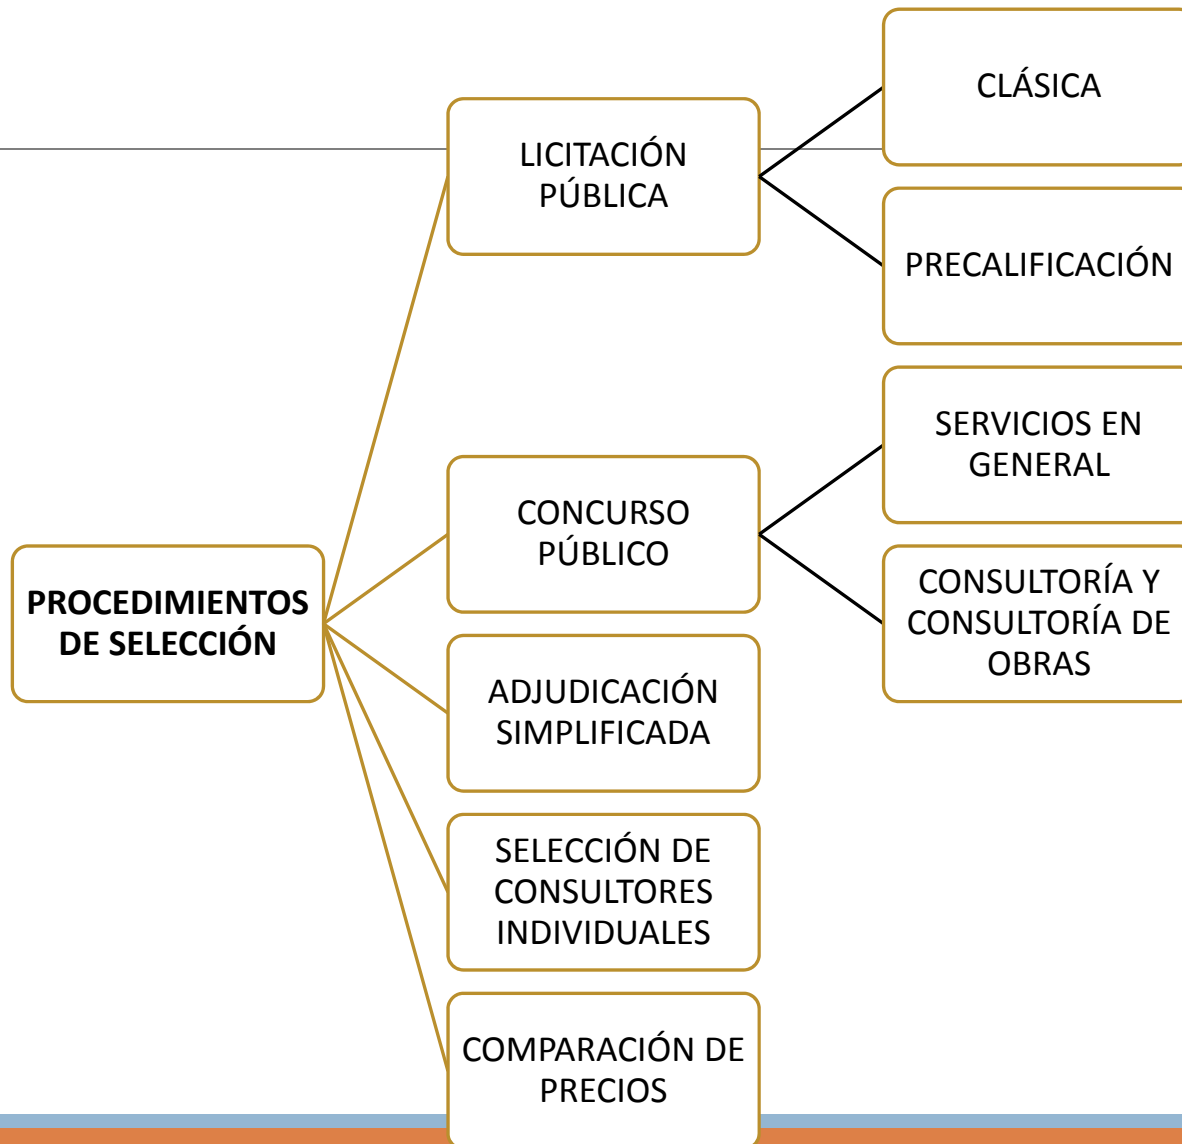 PROCEDIMIENTOS
DE SELECCIÓN
LICITACIÓN
PÚBLICA
CLÁSICA
PRECALIFICACIÓN
CONCURSO
PÚBLICO
SERVICIOS EN
GENERAL
CONSULTORÍA Y
CONSULTORÍA DE
OBRAS
ADJUDICACIÓN
SIMPLIFICADA
SELECCIÓN DE
CONSULTORES
INDIVIDUALES
COMPARACIÓN DE
PRECIOS